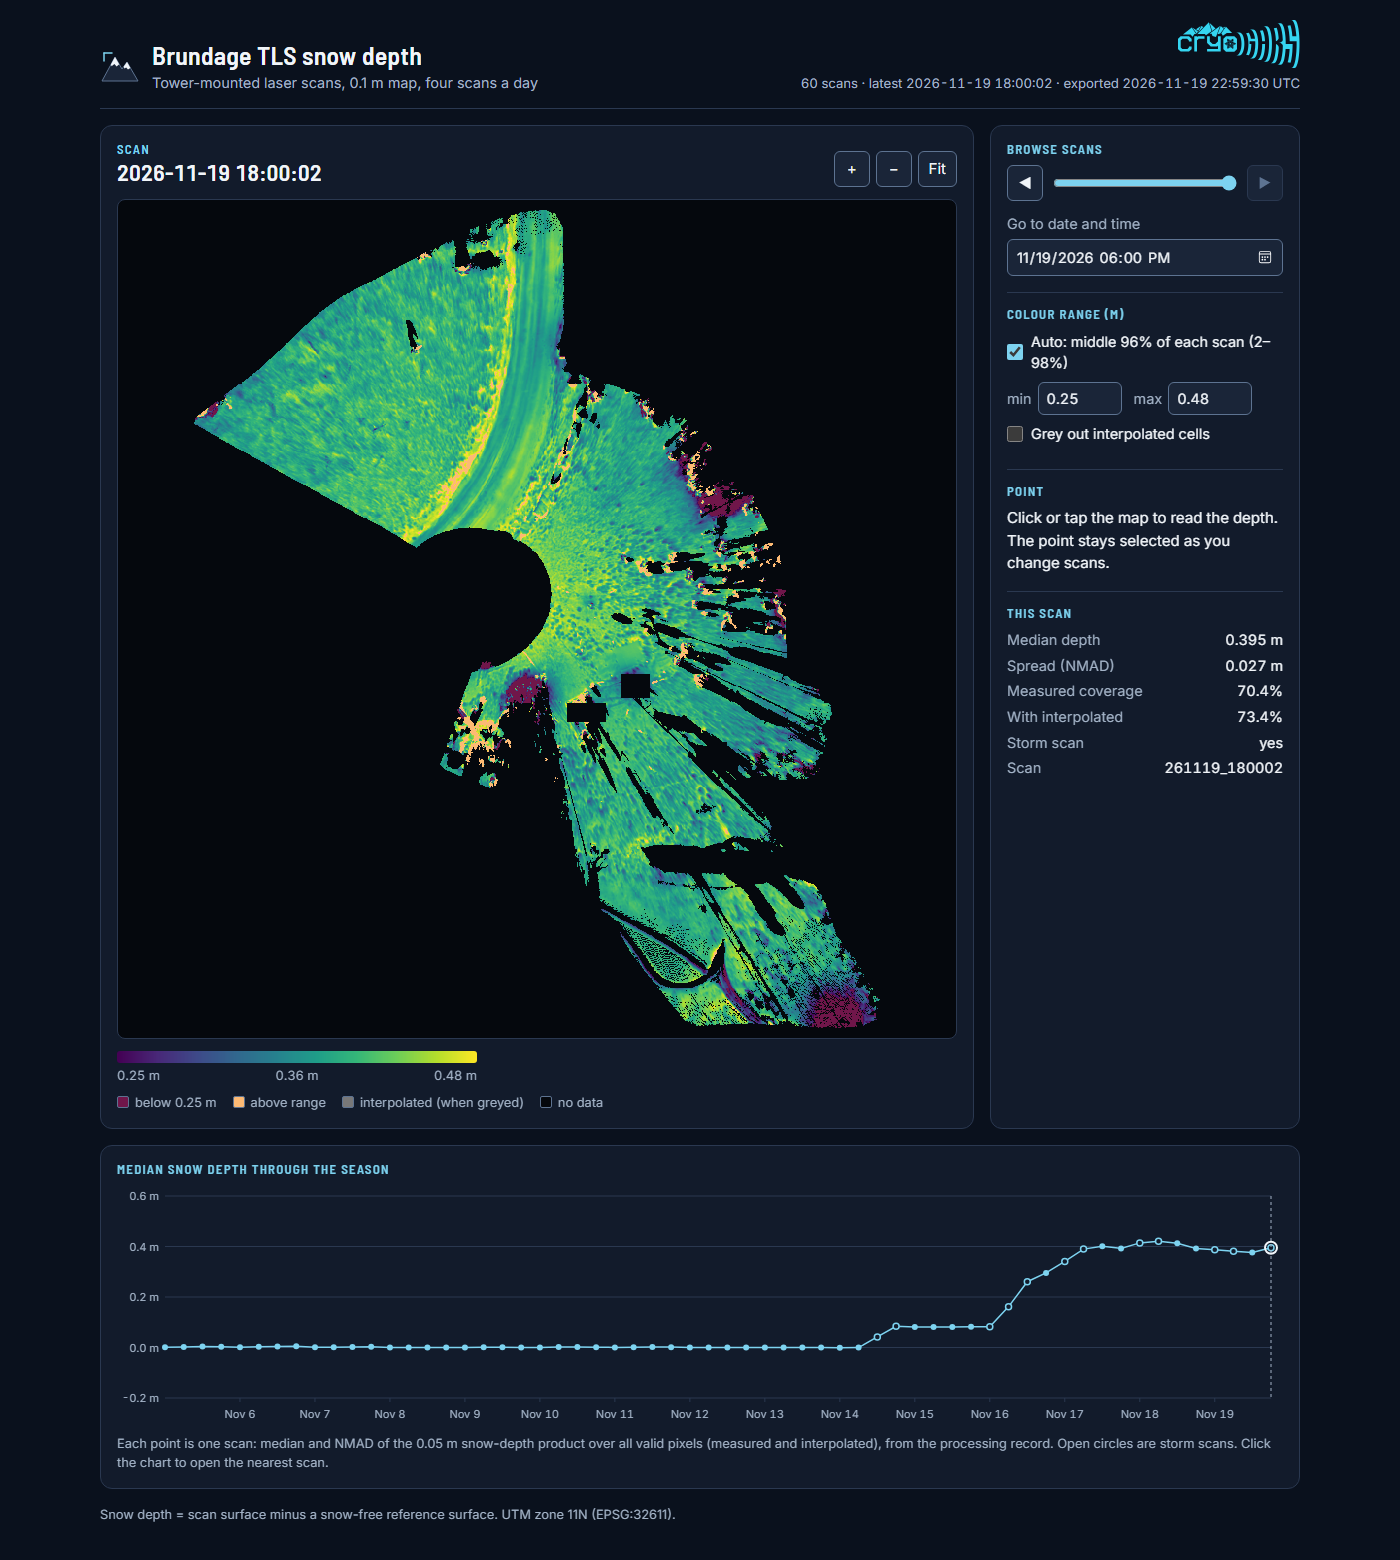 cryo
Brundage TLS snow depth
Tower-mounted laser scans, 0.1 m map, four scans a day
60 scans · latest 2026-11-19 18:00:02 · exported 2026-11-19 22:59:30 UTC
SCAN
2026-11-19 18:00:02
+
−
Fit
0.25 m
0.36 m
0.48 m
below 0.25 m
above range
interpolated (when greyed)
no data
BROWSE SCANS
Go to date and time
11/19/2026 06:00 PM
COLOUR RANGE (M)
Auto: middle 96% of each scan (2–
98%)
min 0.25 max 0.48
Grey out interpolated cells
POINT
Click or tap the map to read the depth.
The point stays selected as you
change scans.
THIS SCAN
Median depth 0.395 m
Spread (NMAD) 0.027 m
Measured coverage 70.4%
With interpolated 73.4%
Storm scan yes
Scan 261119_180002
MEDIAN SNOW DEPTH THROUGH THE SEASON
0.6 m
0.4 m
0.2 m
0.0 m
−0.2 m
Nov 6 Nov 7 Nov 8 Nov 9 Nov 10 Nov 11 Nov 12 Nov 13 Nov 14 Nov 15 Nov 16 Nov 17 Nov 18 Nov 19
Each point is one scan: median and NMAD of the 0.05 m snow-depth product over all valid pixels (measured and interpolated), from the processing record. Open circles are storm scans. Click
the chart to open the nearest scan.
Snow depth = scan surface minus a snow-free reference surface. UTM zone 11N (EPSG:32611).